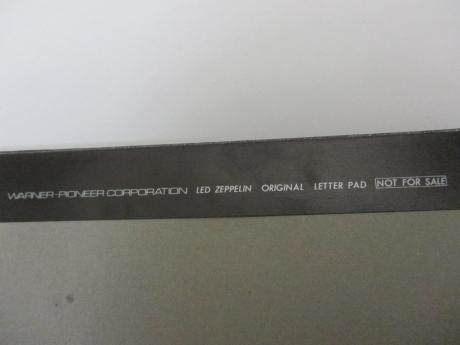 WARNER-PIONEER CORPORATION LED ZEPPELIN ORIGINAL LETTER PAD NOT FOR SALE